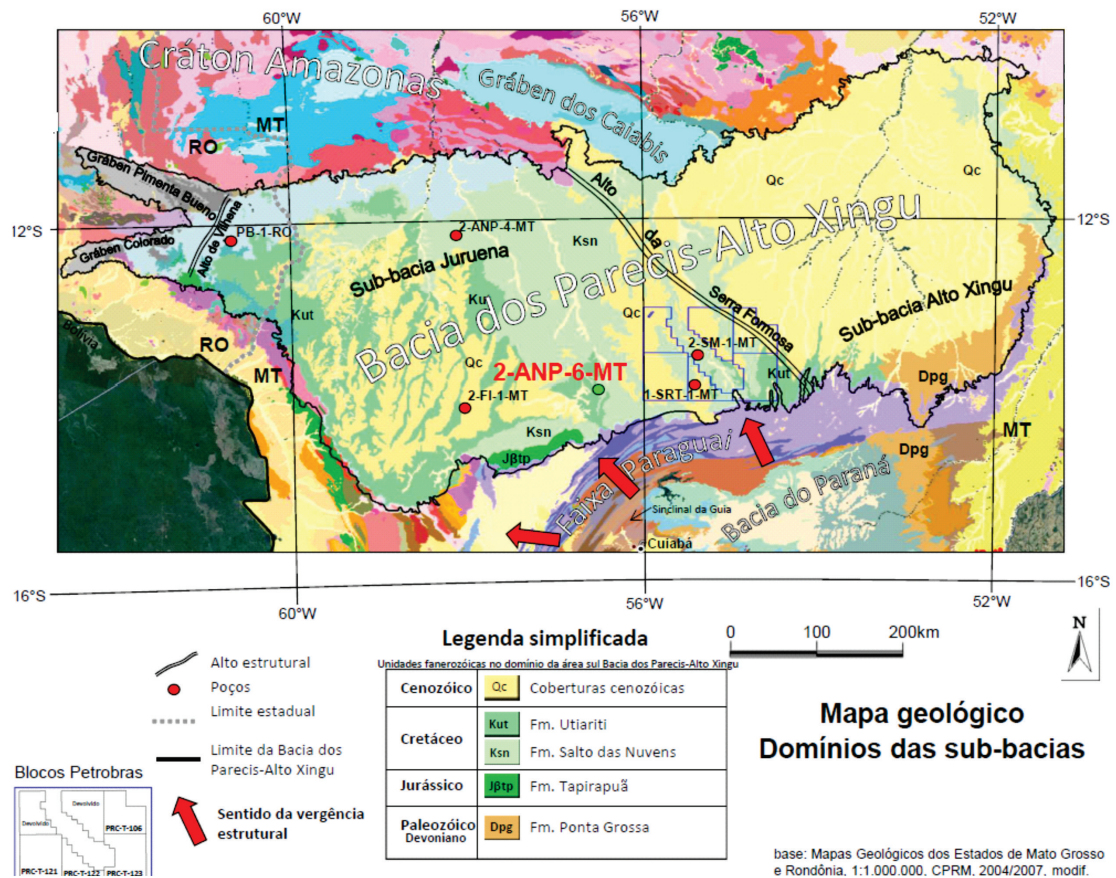 60°W
56°W
52°W
Cráton Amazonas
Gráben dos Caiabis
MT
RO
Gráben Pimenta Bueno
Qc
Qc
Alto
12°S
PB-1-RO
2-ANP-4-MT
12°S
Gráben Colorado
Alto de Vilhena
Ksn
da
Sub-bacia Juruena
Bacia dos Parecis-Alto Xingu
Serra Formosa
Sub-bacia Alto Xingu
Ku
Kut
Qc
Bolívia
RO
2-SM-1-MT
MT
Qc
2-ANP-6-MT
Kut
Dpg
2-FI-1-MT
1-SRT-1-MT
Ksn
MT
Jβtp
Dpg
Faixa Paraguai
Bacia do Paraná
Sinclinal da Guia
Cuiabá
16°S
16°S
60°W
56°W
52°W
Legenda simplificada
Unidades fanerozóicas no domínio da área sul Bacia dos Parecis-Alto Xingu
Cenozóico Qc Coberturas cenozóicas
Cretáceo
Kut Fm. Utiariti
Ksn Fm. Salto das Nuvens
Jurássico Jβtp Fm. Tapirapuã
Paleozóico
Devoniano
Dpg Fm. Ponta Grossa
0 100 200km
N
Alto estrutural
Poços
Limite estadual
Limite da Bacia dos
Parecis-Alto Xingu
Sentido da vergência
estrutural
Blocos Petrobras
Devolvido
Devolvido
PRC-T-106
PRC-T-121 PRC-T-122 PRC-T-123
Mapa geológico
Domínios das sub-bacias
base: Mapas Geológicos dos Estados de Mato Grosso
e Rondônia, 1:1.000.000, CPRM, 2004/2007, modif.